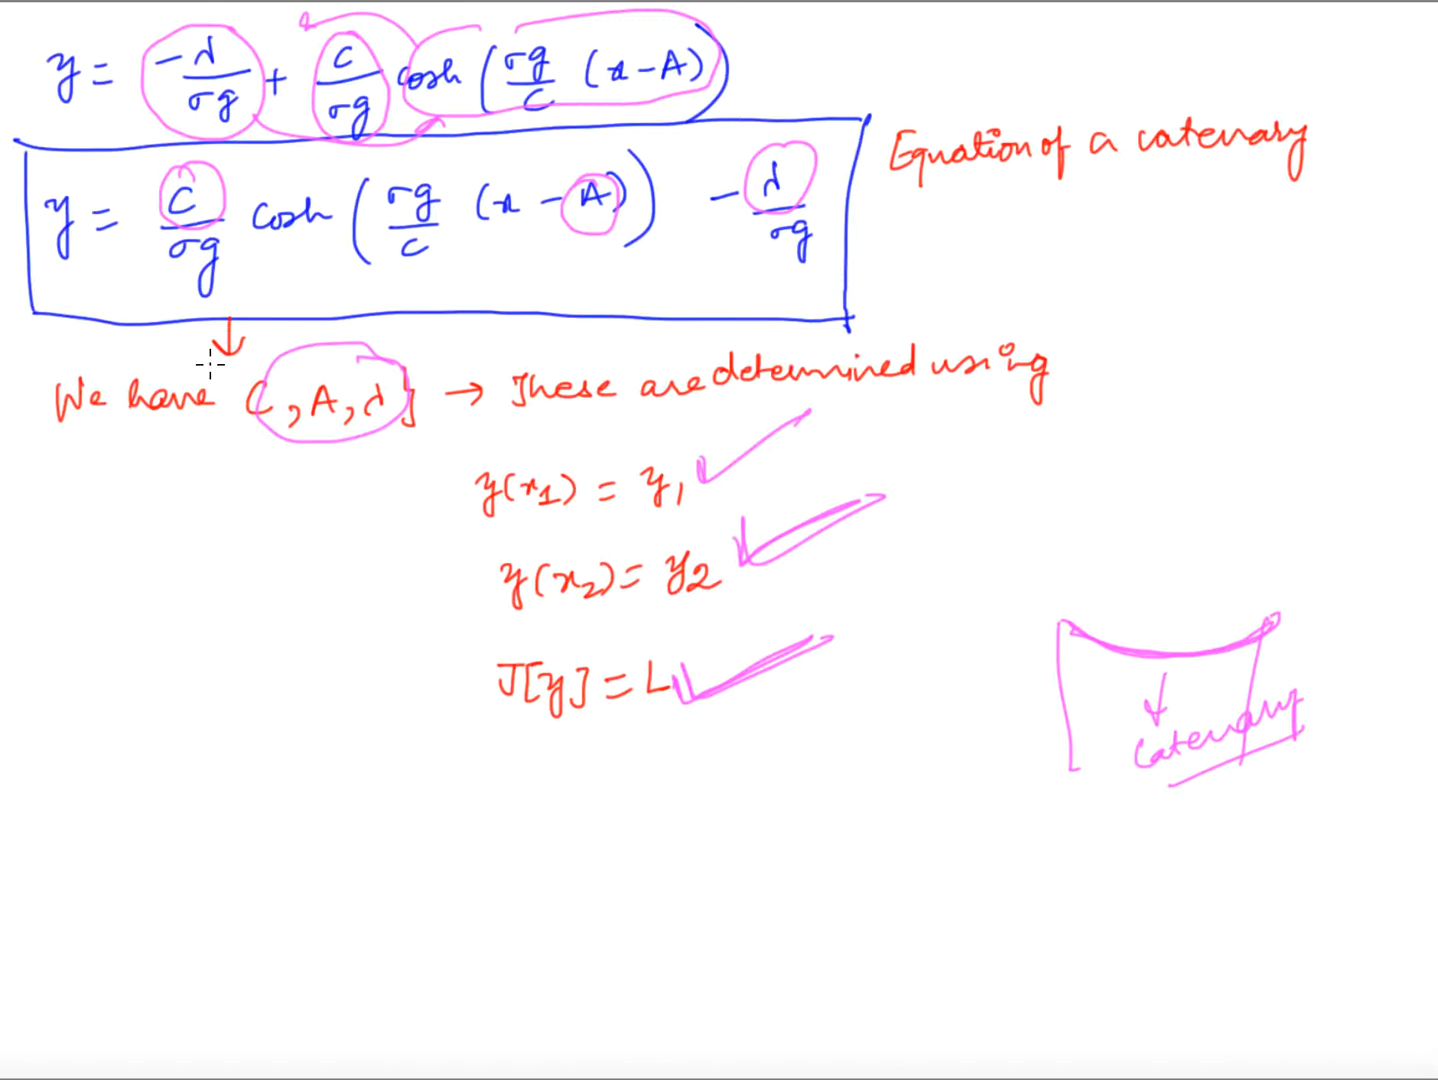 y = -λ/σg + c/σg cosh (σg/c (x-A))
y = c/σg cosh (σg/c (x-A)) - λ/σg
Equation of a catenary
We have C, A, λ] → These are determined using
y(x₁) = y₁
y(x₂) = y₂
J[y] = L
Catenary